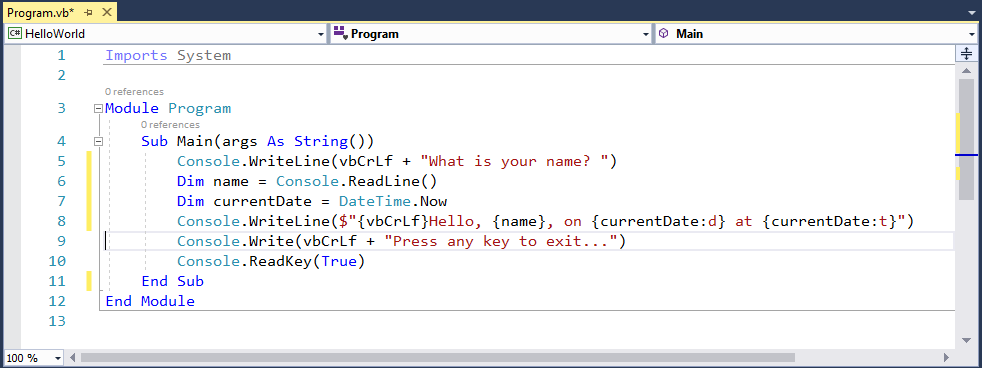 Program.vb*
C# HelloWorld Program Main
1 Imports System
2
0 references
3 Module Program
0 references
4 Sub Main(args As String())
5 Console.WriteLine(vbCrLf + "What is your name? ")
6 Dim name = Console.ReadLine()
7 Dim currentDate = DateTime.Now
8 Console.WriteLine($"{vbCrLf}Hello, {name}, on {currentDate:d} at {currentDate:t}")
9 Console.Write(vbCrLf + "Press any key to exit...")
10 Console.ReadKey(True)
11 End Sub
12 End Module
13
100 %